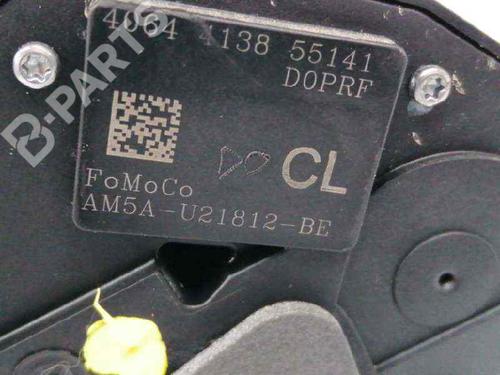 4064 4138 55141
D0PRF
CL
FoMoCo
AM5A-U21812-BE
B-PARTS